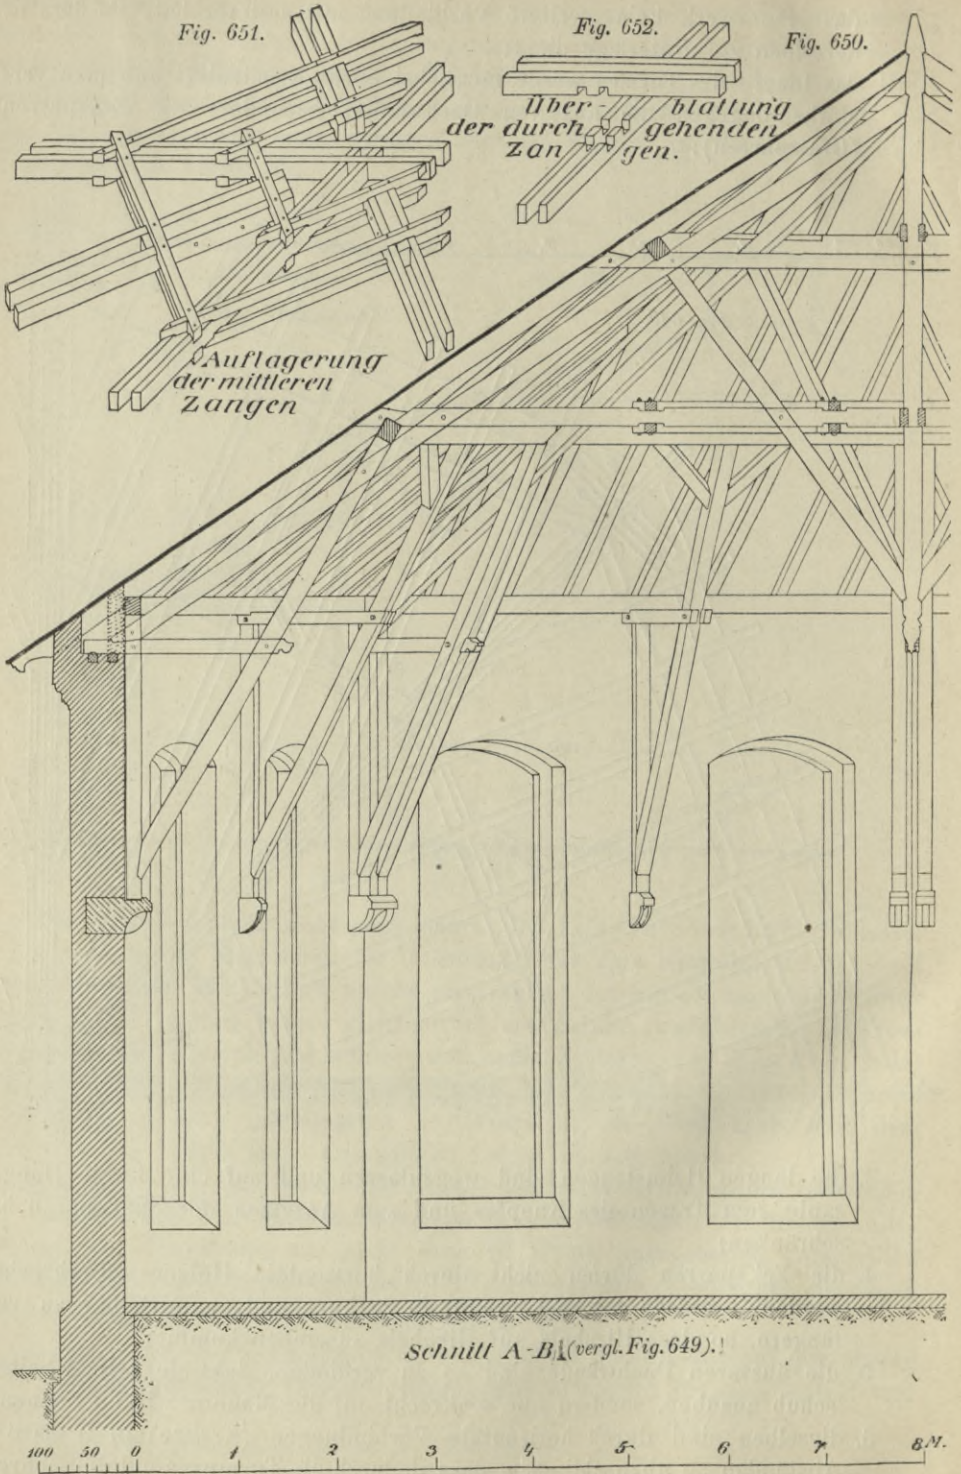 Fig. 651.
Fig. 652.
Fig. 650.
Über- blattung
der durch gehenden
Zan gen.
Auflagerung
der mittleren
Zangen
Schnitt A-B (vergl. Fig. 649).
100 50 0 1 2 3 4 5 6 7 8 M.